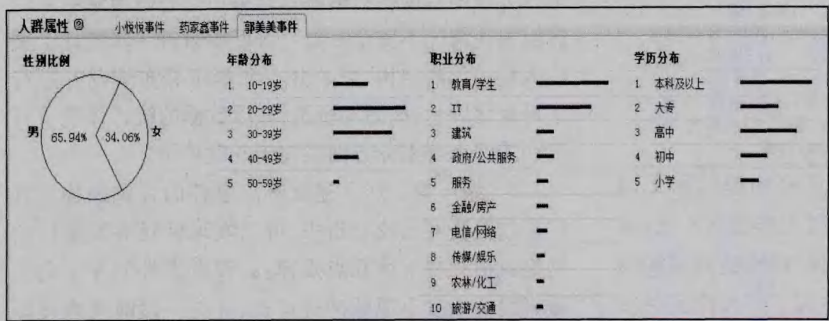 人群属性 小悦悦事件 药家鑫事件 郭美美事件
性别比例
男 65.94% 34.06% 女
年龄分布
1 10-19岁
2 20-29岁
3 30-39岁
4 40-49岁
5 50-59岁
职业分布
1 教育/学生
2 IT
3 建筑
4 政府/公共服务
5 服务
6 金融/房产
7 电信/网络
8 传媒/娱乐
9 农林/化工
10 旅游/交通
学历分布
1 本科及以上
2 大专
3 高中
4 初中
5 小学